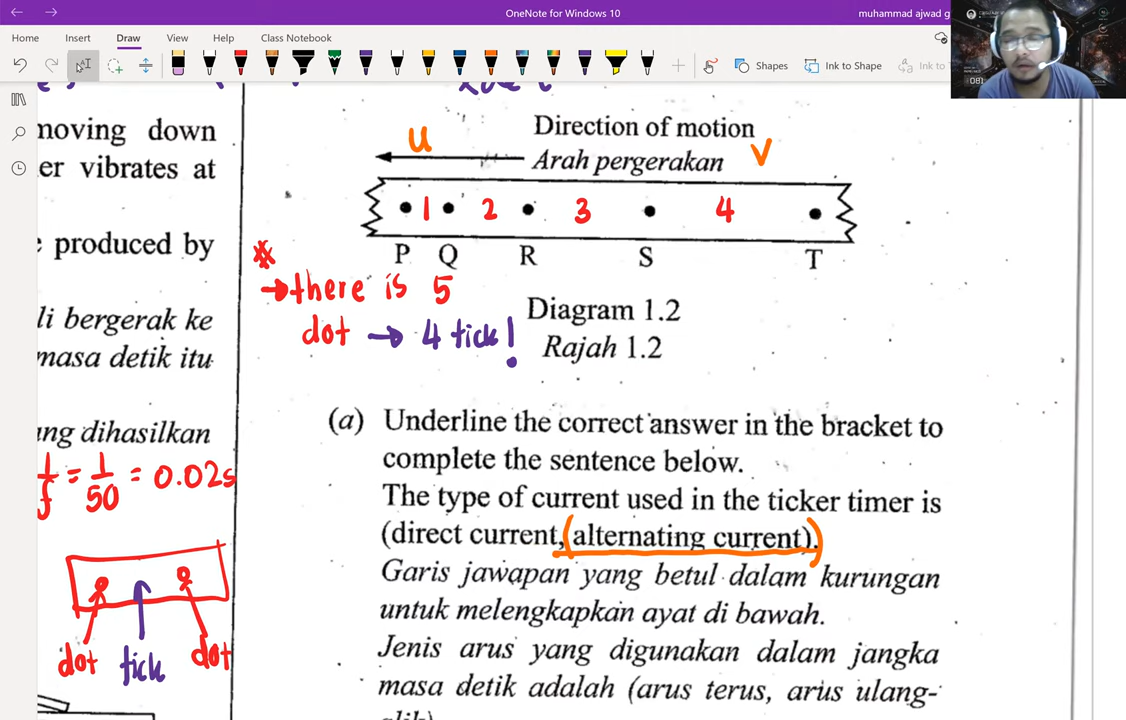 OneNote for Windows 10
muhammad ajwad g
Home Insert Draw View Help Class Notebook
Shapes
Ink to Shape
Ink to
moving down
er vibrates at
produced by
li bergerak ke
masa detik itu
ang dihasilkan
1/f = 1/50 = 0.02s
dot tick dot
u
Direction of motion
Arah pergerakan
v
1 2 3 4
P Q R S T
* → there is 5
dot → 4 tick!
Diagram 1.2
Rajah 1.2
(a) Underline the correct answer in the bracket to
complete the sentence below.
The type of current used in the ticker timer is
(direct current, (alternating current).)
Garis jawapan yang betul dalam kurungan
untuk melengkapkan ayat di bawah.
Jenis arus yang digunakan dalam jangka
masa detik adalah (arus terus, arus ulang-